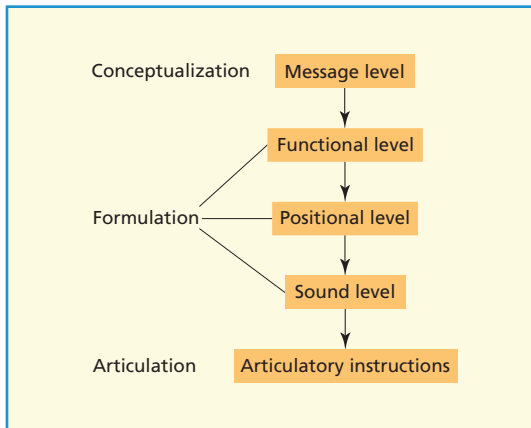 Conceptualization Message level
Functional level
Formulation Positional level
Sound level
Articulation Articulatory instructions